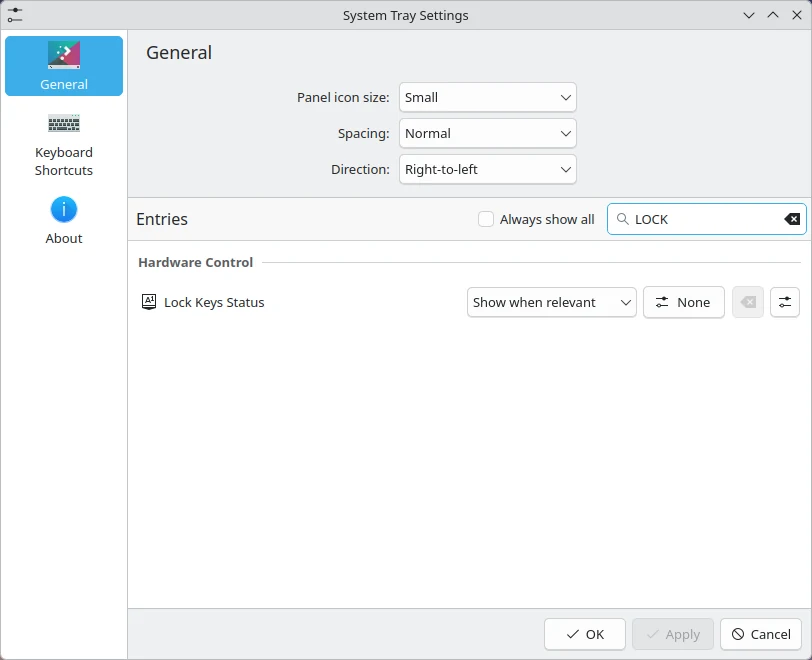 System Tray Settings
General
General
Panel icon size: Small
Keyboard
Shortcuts
Spacing: Normal
Direction: Right-to-left
About
Entries
Always show all
LOCK
Hardware Control
Lock Keys Status
Show when relevant
None
OK
Apply
Cancel